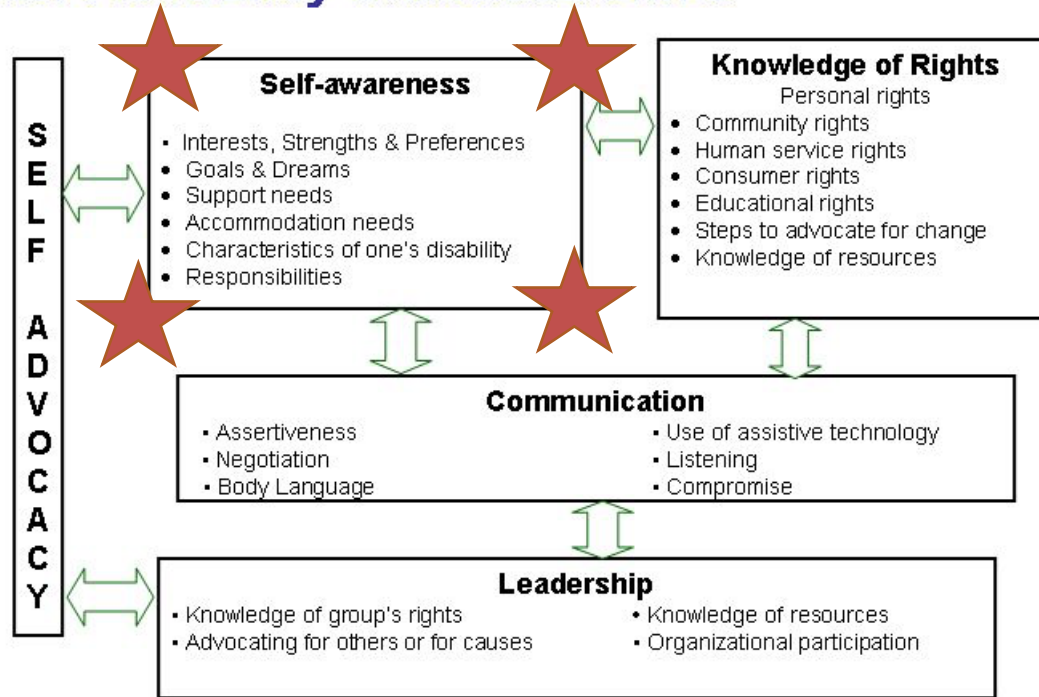 SELF ADVOCACY
Self-awareness
▪ Interests, Strengths & Preferences
• Goals & Dreams
• Support needs
• Accommodation needs
• Characteristics of one's disability
• Responsibilities
Knowledge of Rights
Personal rights
• Community rights
• Human service rights
• Consumer rights
• Educational rights
• Steps to advocate for change
• Knowledge of resources
Communication
▪ Assertiveness
▪ Negotiation
▪ Body Language
▪ Use of assistive technology
▪ Listening
▪ Compromise
Leadership
▪ Knowledge of group's rights
▪ Advocating for others or for causes
• Knowledge of resources
▪ Organizational participation